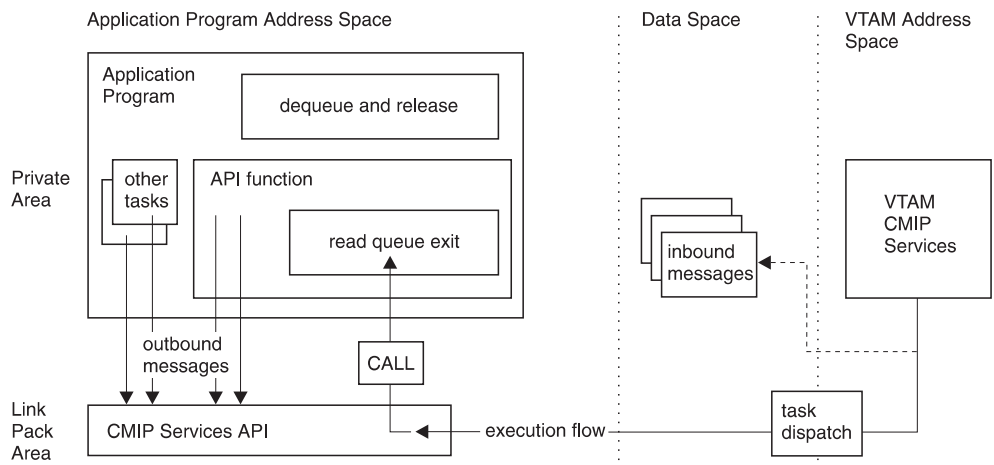 Application Program Address Space
Data Space
VTAM Address
Space
Application
Program
dequeue and release
Private
Area
other
tasks
API function
read queue exit
inbound
messages
VTAM
CMIP
Services
outbound
messages
CALL
Link
Pack
Area
CMIP Services API
execution flow
task
dispatch